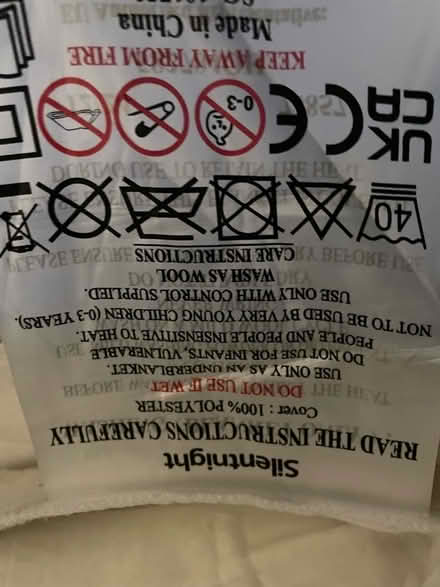 Silentnight
READ THE INSTRUCTIONS CAREFULLY
Cover : 100% POLYESTER
DO NOT USE IF WET
USE ONLY AS AN UNDERBLANKET.
DO NOT USE FOR INFANTS, VULNERABLE
PEOPLE AND PEOPLE INSENSITIVE TO HEAT.
NOT TO BE USED BY VERY YOUNG CHILDREN (0-3 YEARS).
USE ONLY WITH CONTROL SUPPLIED.
WASH AS WOOL
CARE INSTRUCTIONS
40
UK
CA CE 0-3
KEEP AWAY FROM FIRE
Made in China